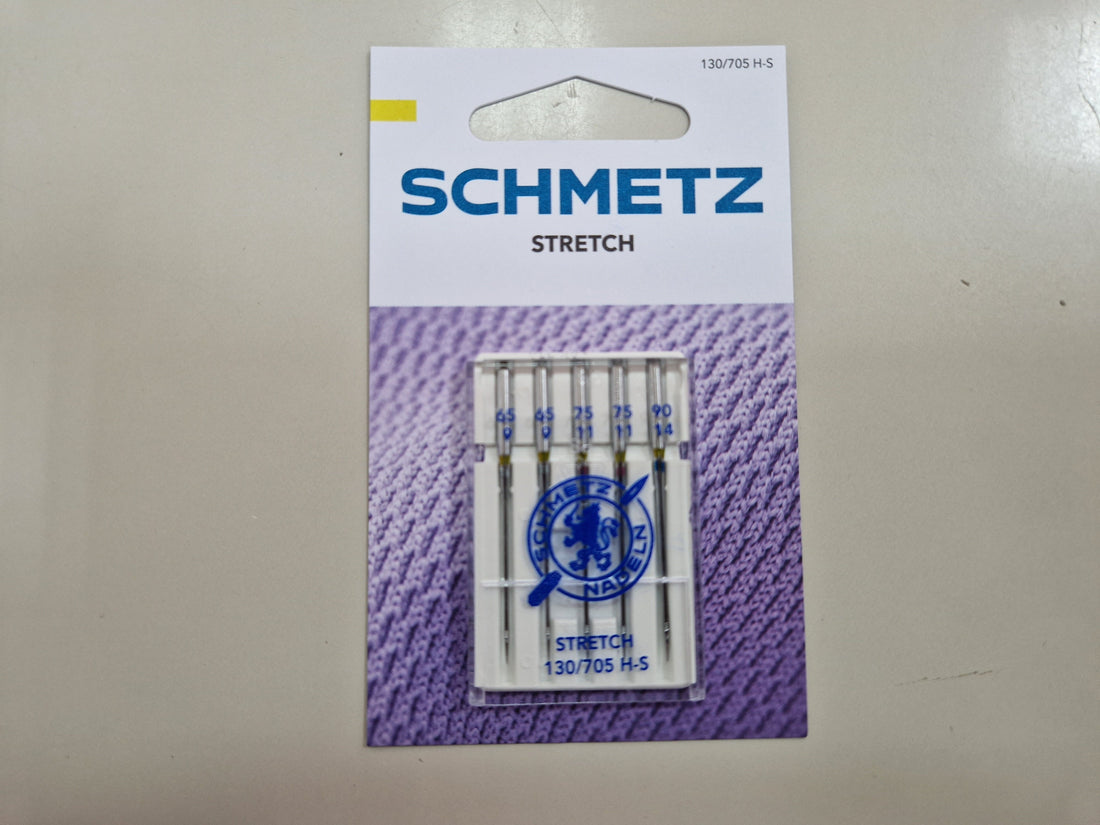 130/705 H-S
SCHMETZ
STRETCH
65 65 75 75 90
9 9 11 11 14
SCHMETZ
NADELN
STRETCH
130/705 H-S